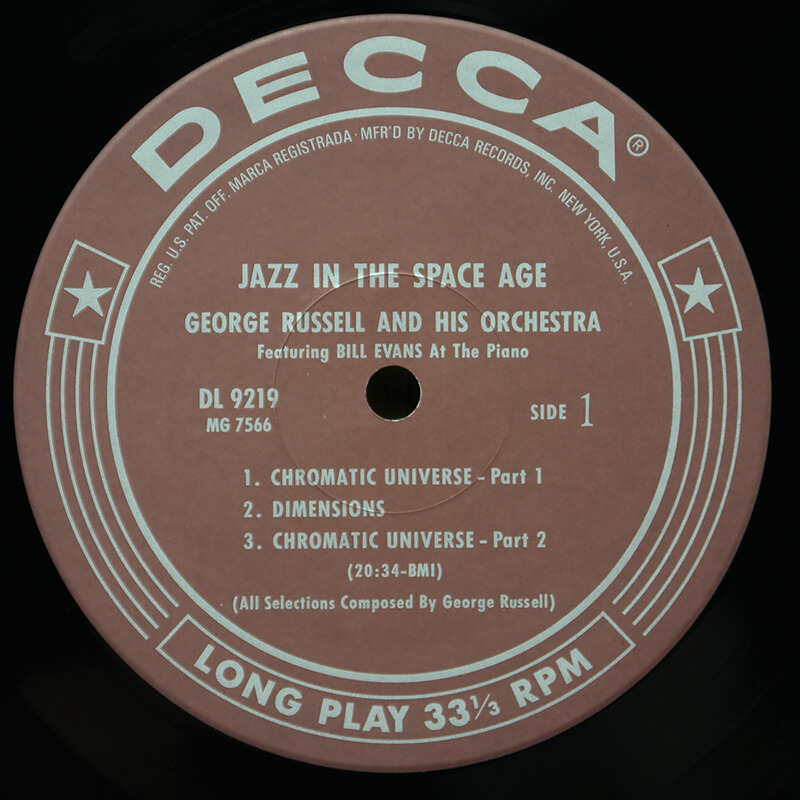 DECCA®
REG. U.S. PAT. OFF. MARCA REGISTRADA · MFR'D BY DECCA RECORDS, INC. NEW YORK, U.S.A.
JAZZ IN THE SPACE AGE
GEORGE RUSSELL AND HIS ORCHESTRA
Featuring BILL EVANS At The Piano
DL 9219
MG 7566
SIDE 1
1. CHROMATIC UNIVERSE - Part 1
2. DIMENSIONS
3. CHROMATIC UNIVERSE - Part 2
(20:34-BMI)
(All Selections Composed By George Russell)
LONG PLAY 33⅓ RPM